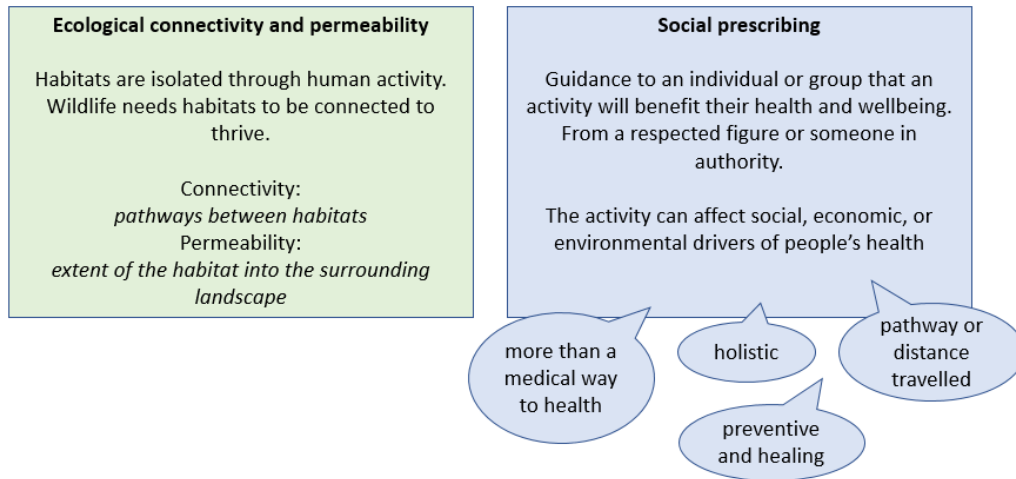 Ecological connectivity and permeability
Habitats are isolated through human activity.
Wildlife needs habitats to be connected to
thrive.
Connectivity:
pathways between habitats
Permeability:
extent of the habitat into the surrounding
landscape
Social prescribing
Guidance to an individual or group that an
activity will benefit their health and wellbeing.
From a respected figure or someone in
authority.
The activity can affect social, economic, or
environmental drivers of people’s health
more than a
medical way
to health
holistic
pathway or
distance
travelled
preventive
and healing